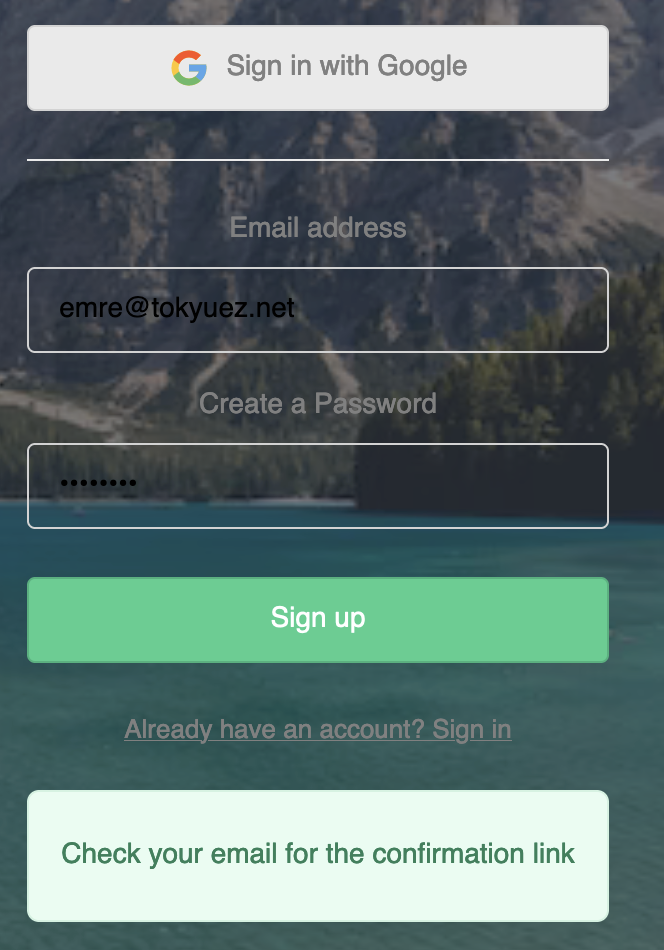 Sign in with Google
Email address
emre@tokyuez.net
Create a Password
••••••••
Sign up
Already have an account? Sign in
Check your email for the confirmation link